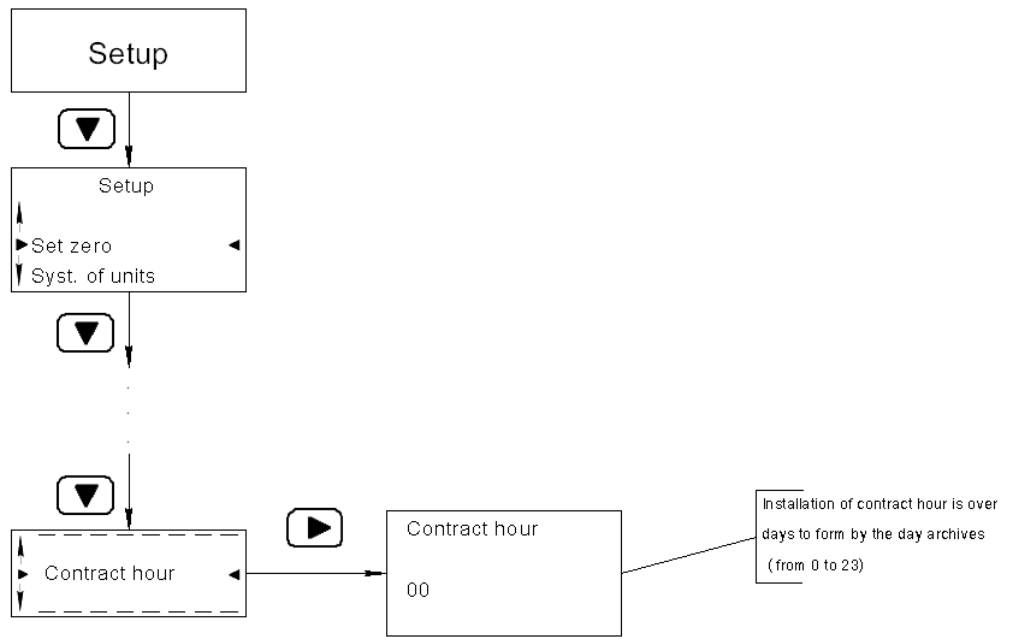 Setup
Setup
Set zero
Syst. of units
Contract hour
Contract hour
00
Installation of contract hour is over
days to form by the day archives
(from 0 to 23)